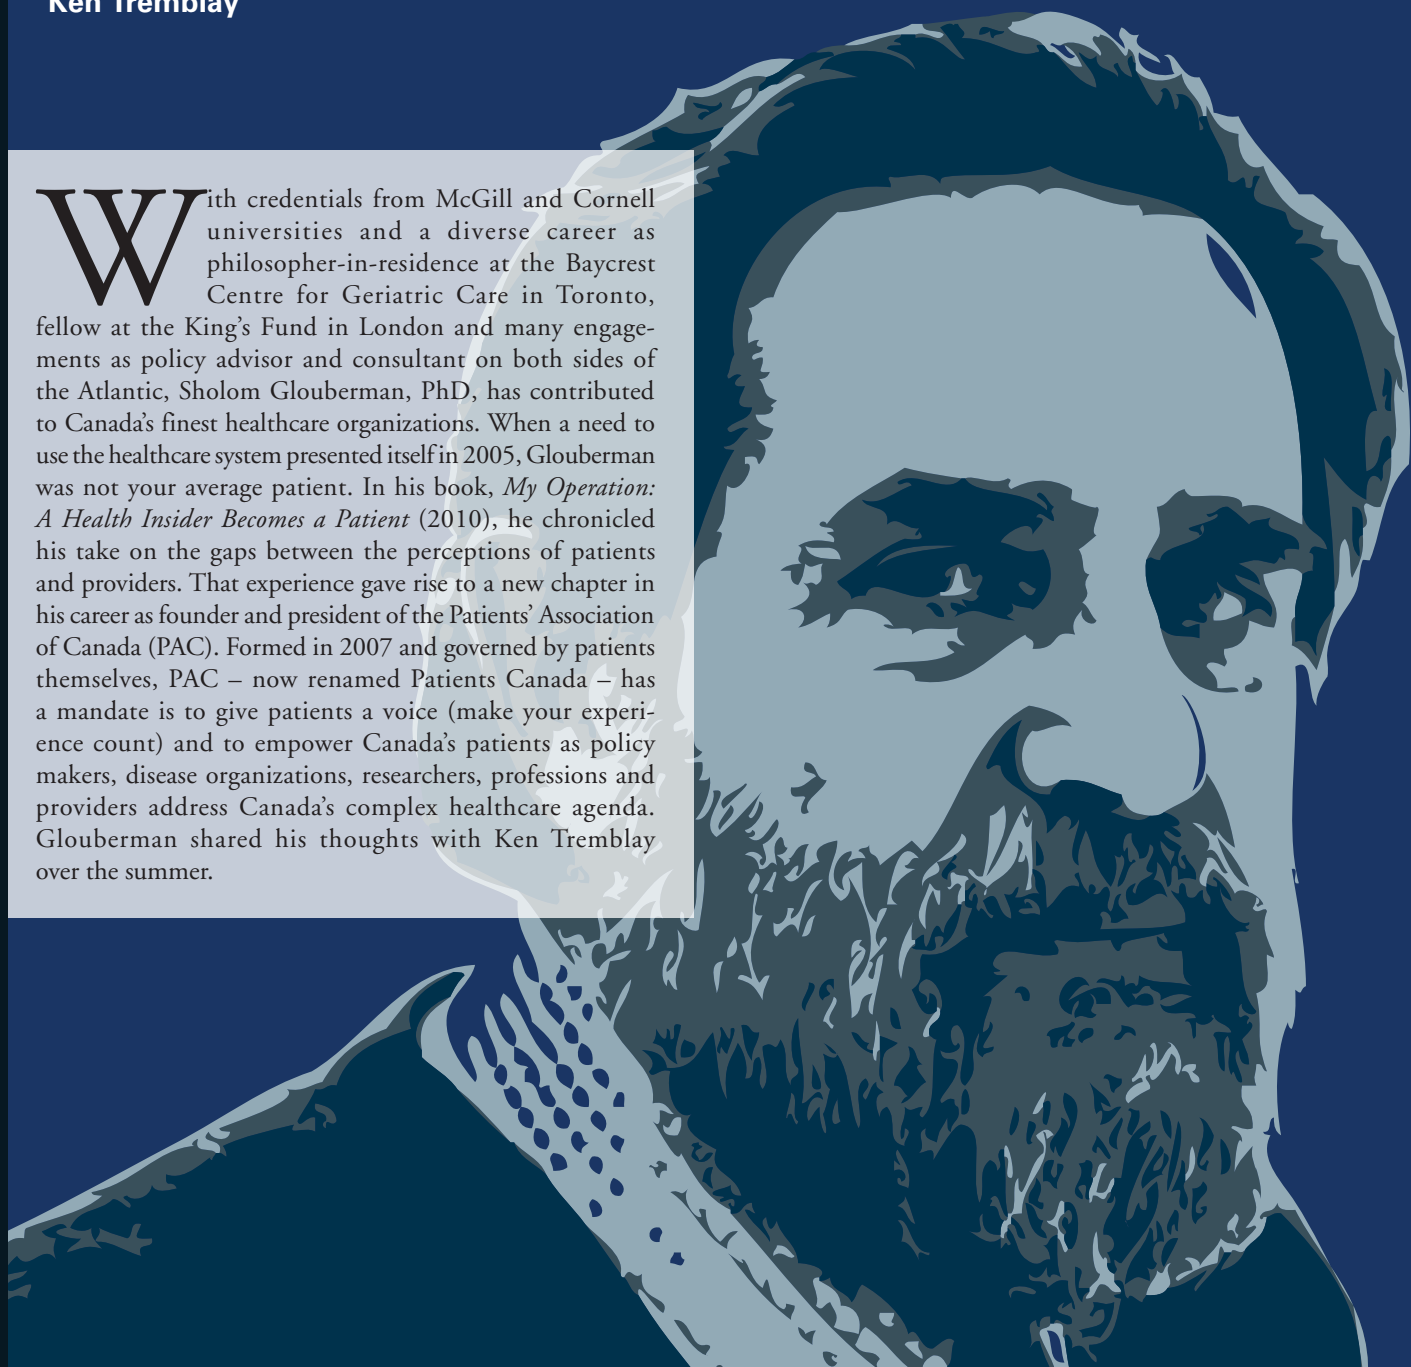 Ken Tremblay
With credentials from McGill and Cornell
universities and a diverse career as
philosopher-in-residence at the Baycrest
Centre for Geriatric Care in Toronto,
fellow at the King’s Fund in London and many engage-
ments as policy advisor and consultant on both sides of
the Atlantic, Sholom Glouberman, PhD, has contributed
to Canada’s finest healthcare organizations. When a need to
use the healthcare system presented itself in 2005, Glouberman
was not your average patient. In his book, My Operation:
A Health Insider Becomes a Patient (2010), he chronicled
his take on the gaps between the perceptions of patients
and providers. That experience gave rise to a new chapter in
his career as founder and president of the Patients’ Association
of Canada (PAC). Formed in 2007 and governed by patients
themselves, PAC – now renamed Patients Canada – has
a mandate is to give patients a voice (make your experi-
ence count) and to empower Canada’s patients as policy
makers, disease organizations, researchers, professions and
providers address Canada’s complex healthcare agenda.
Glouberman shared his thoughts with Ken Tremblay
over the summer.